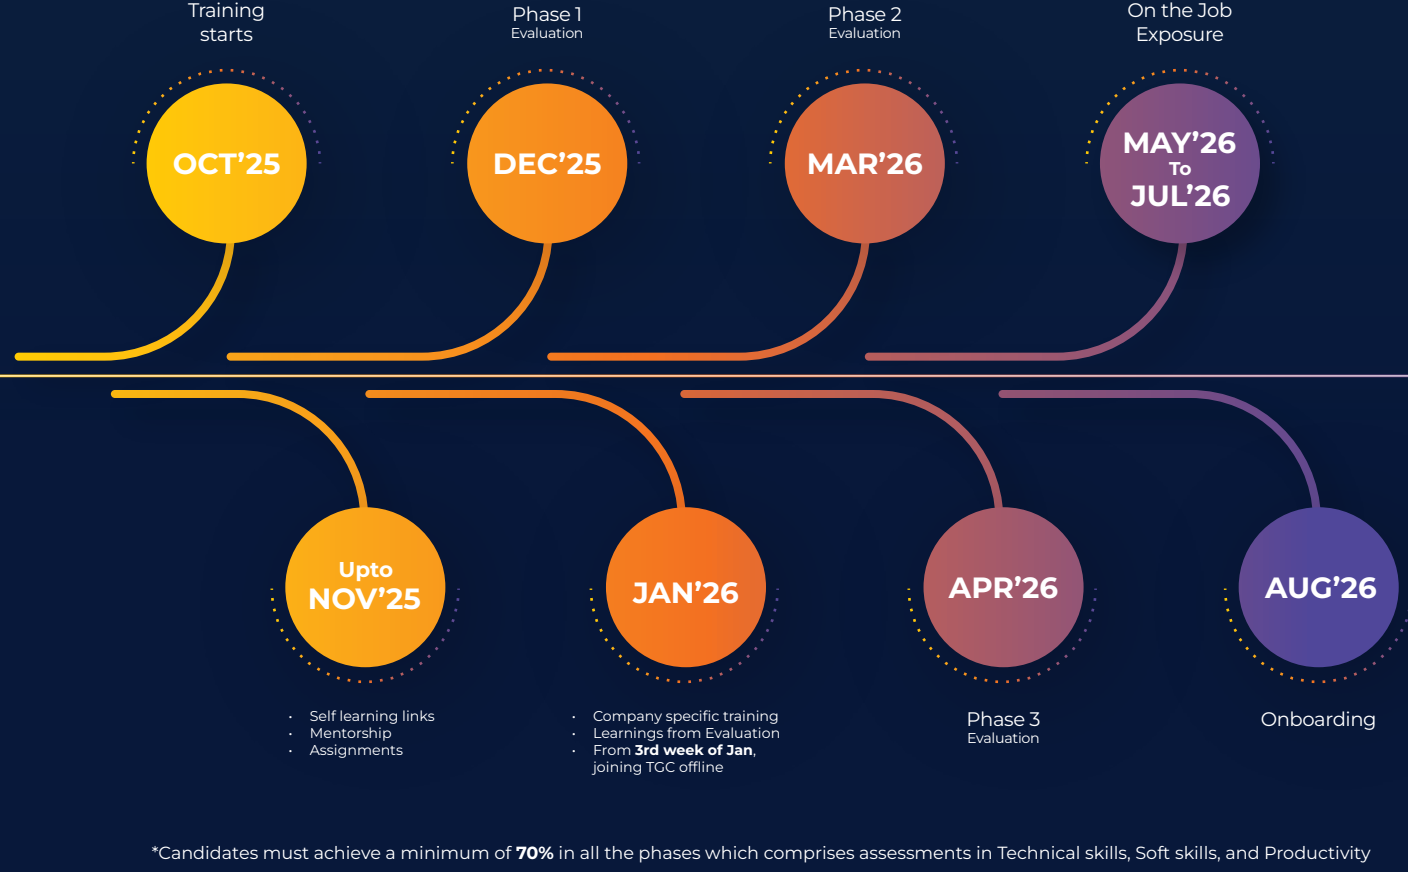 Training
starts
Phase 1
Evaluation
Phase 2
Evaluation
On the Job
Exposure
OCT’25
DEC’25
MAR’26
MAY’26
To
JUL’26
Upto
NOV’25
JAN’26
APR’26
AUG’26
· Self learning links
· Mentorship
· Assignments
· Company specific training
· Learnings from Evaluation
· From 3rd week of Jan,
joining TGC offline
Phase 3
Evaluation
Onboarding
*Candidates must achieve a minimum of 70% in all the phases which comprises assessments in Technical skills, Soft skills, and Productivity